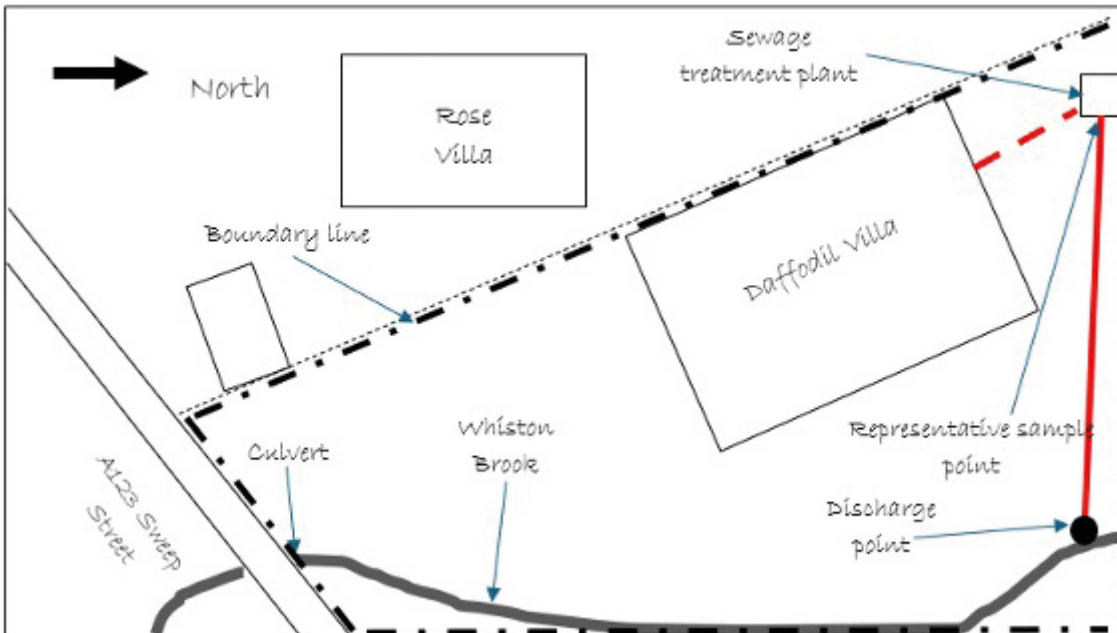 Sewage
treatment plant
North
Rose
Villa
Boundary line
Daffodil Villa
Culvert
Whiston
Brook
Representative sample
point
A123 Sweep
Street
Discharge
point